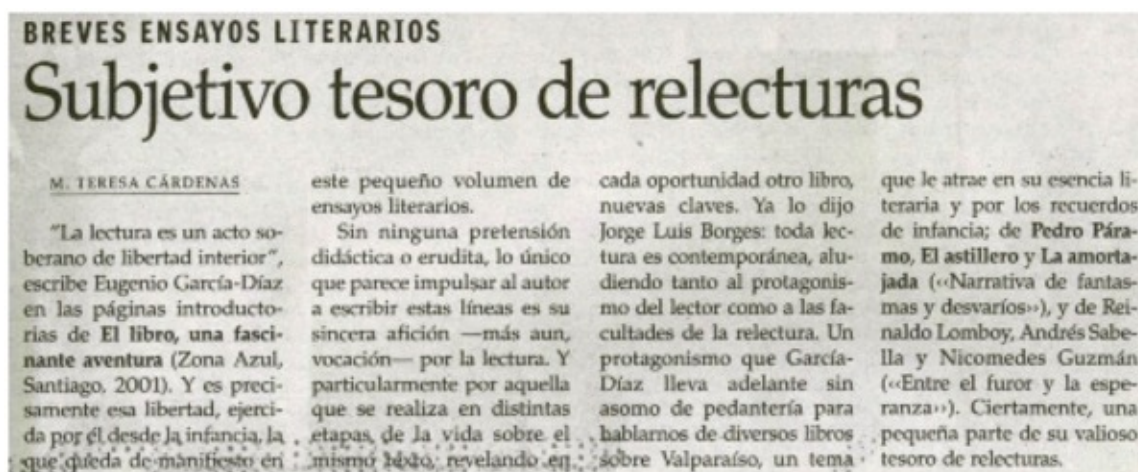 BREVES ENSAYOS LITERARIOS
Subjetivo tesoro de relecturas
M. TERESA CÁRDENAS
"La lectura es un acto so-
berano de libertad interior",
escribe Eugenio García-Díaz
en las páginas introducto-
rias de El libro, una fasci-
nante aventura (Zona Azul,
Santiago, 2001). Y es preci-
samente esa libertad, ejerci-
da por él desde la infancia, la
que queda de manifiesto en
este pequeño volumen de
ensayos literarios.
Sin ninguna pretensión
didáctica o erudita, lo único
que parece impulsar al autor
a escribir estas líneas es su
sincera afición —más aun,
vocación— por la lectura. Y
particularmente por aquella
que se realiza en distintas
etapas de la vida sobre el
mismo texto, revelando en
cada oportunidad otro libro,
nuevas claves. Ya lo dijo
Jorge Luis Borges: toda lec-
tura es contemporánea, alu-
diendo tanto al protagonis-
mo del lector como a las fa-
cultades de la relectura. Un
protagonismo que García-
Díaz lleva adelante sin
asomo de pedantería para
hablarnos de diversos libros
sobre Valparaíso, un tema
que le atrae en su esencia li-
teraria y por los recuerdos
de infancia; de Pedro Pára-
mo, El astillero y La amorta-
jada («Narrativa de fantas-
mas y desvaríos»), y de Rei-
naldo Lomboy, Andrés Sabe-
lla y Nicomedes Guzmán
(«Entre el furor y la espe-
ranza»). Ciertamente, una
pequeña parte de su valioso
tesoro de relecturas.